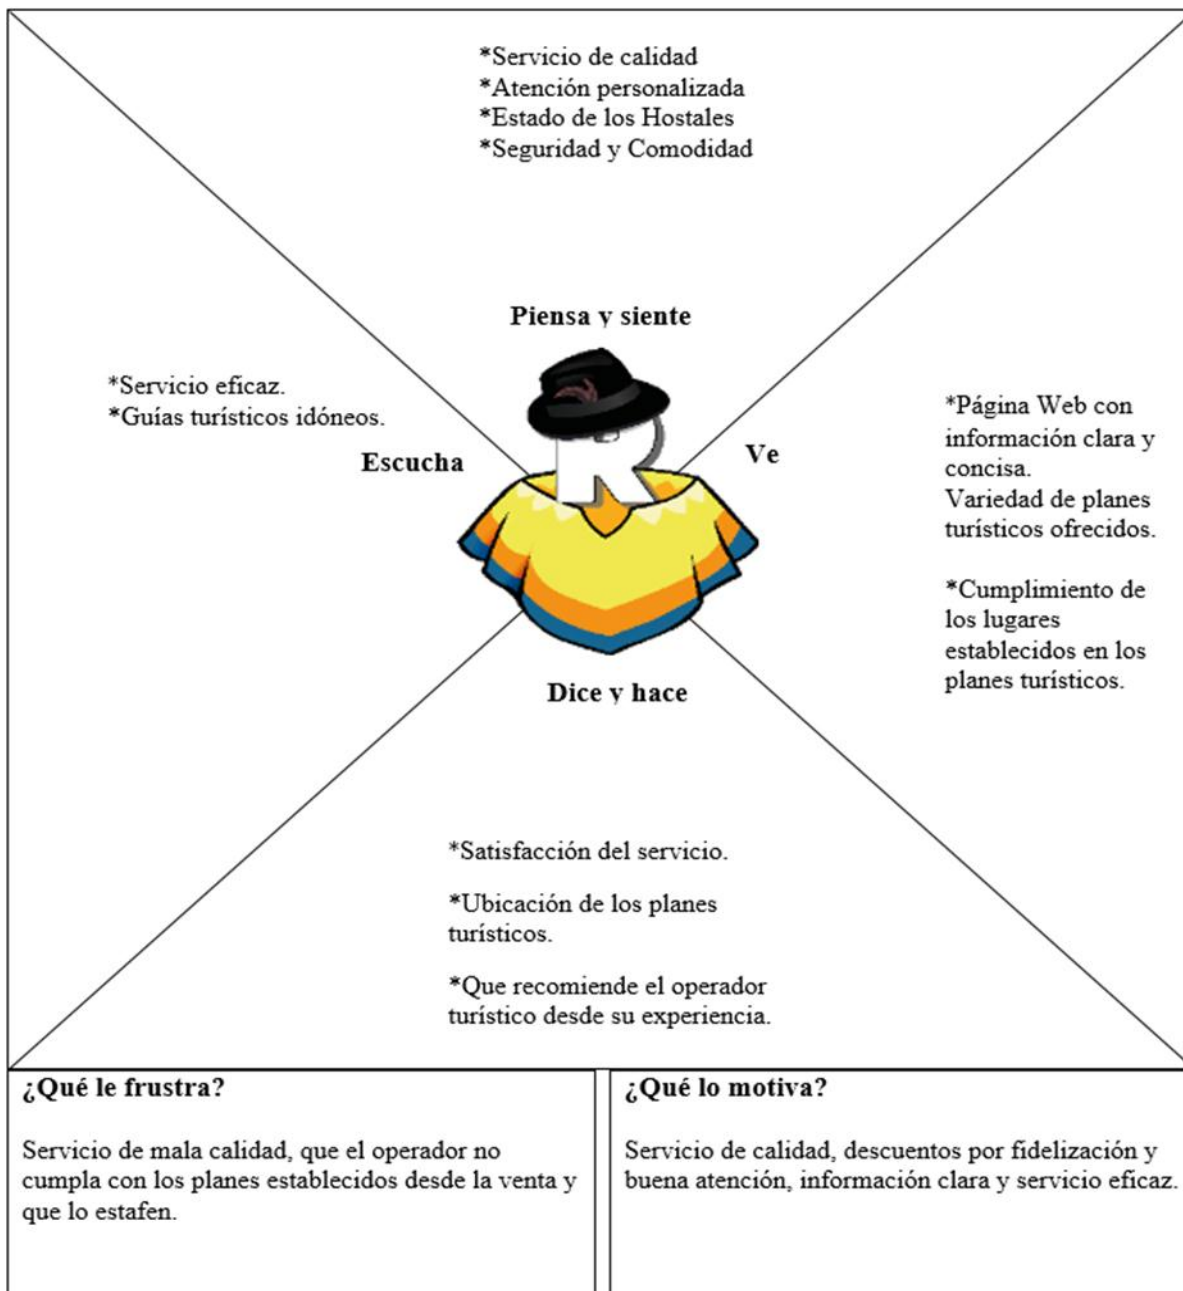 *Servicio de calidad
*Atención personalizada
*Estado de los Hostales
*Seguridad y Comodidad
Piensa y siente
*Servicio eficaz.
*Guías turísticos idóneos.
Escucha
Ve
*Página Web con
información clara y
concisa.
Variedad de planes
turísticos ofrecidos.
*Cumplimiento de
los lugares
establecidos en los
planes turísticos.
R
Dice y hace
*Satisfacción del servicio.
*Ubicación de los planes
turísticos.
*Que recomiende el operador
turístico desde su experiencia.
¿Qué le frustra?
Servicio de mala calidad, que el operador no
cumpla con los planes establecidos desde la venta y
que lo estafen.
¿Qué lo motiva?
Servicio de calidad, descuentos por fidelización y
buena atención, información clara y servicio eficaz.